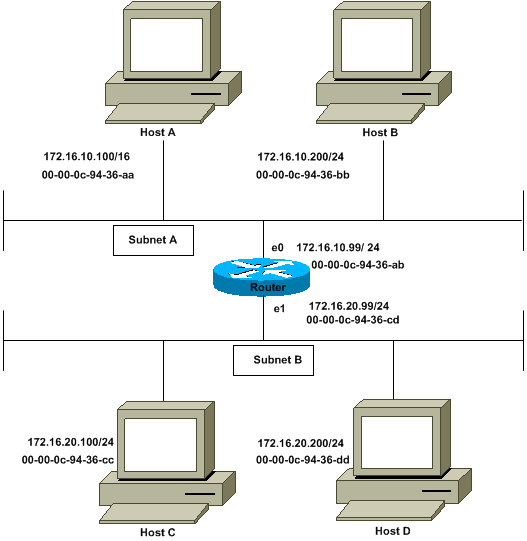 Host A
Host B
172.16.10.100/16
00-00-0c-94-36-aa
172.16.10.200/24
00-00-0c-94-36-bb
Subnet A
e0
172.16.10.99/ 24
00-00-0c-94-36-ab
Router
e1
172.16.20.99/24
00-00-0c-94-36-cd
Subnet B
172.16.20.100/24
00-00-0c-94-36-cc
172.16.20.200/24
00-00-0c-94-36-dd
Host C
Host D